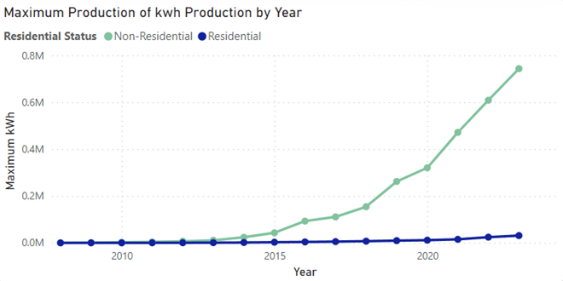 Maximum Production of kwh Production by Year
Residential Status Non-Residential Residential
0.8M
0.6M
0.4M
0.2M
0.0M
Maximum kWh
2010 2015 2020
Year